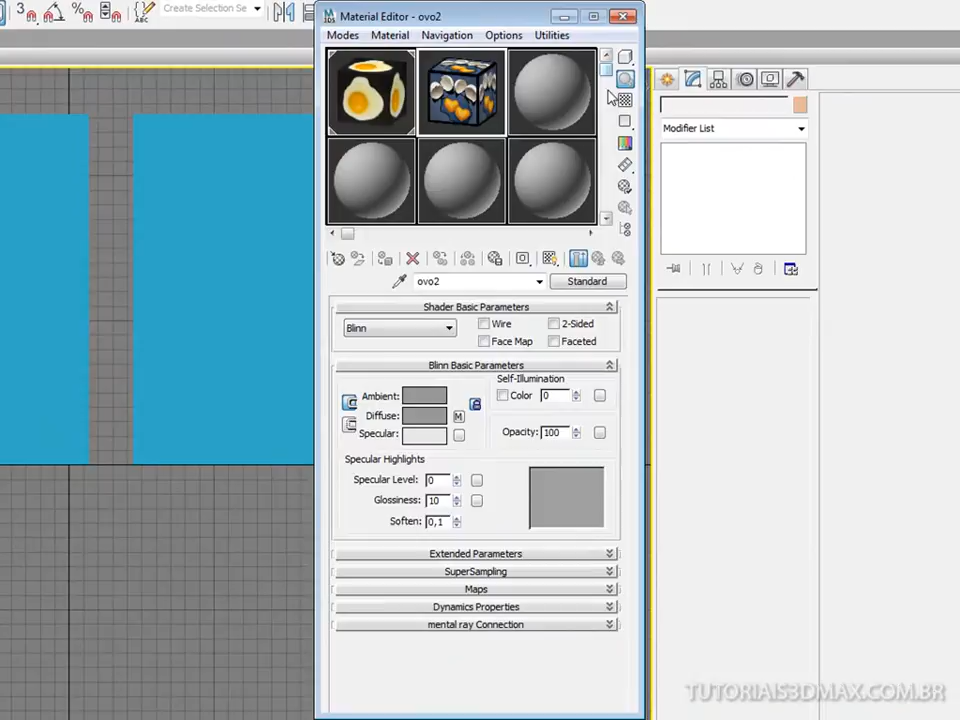 3
%
ABC
Create Selection Se
Material Editor - ovo2
Modes Material Navigation Options Utilities
Modifier List
ovo2
Standard
Shader Basic Parameters
Blinn
Wire
2-Sided
Face Map
Faceted
Blinn Basic Parameters
Self-Illumination
Ambient:
Color 0
Diffuse:
M
Specular:
Opacity: 100
Specular Highlights
Specular Level: 0
Glossiness: 10
Soften: 0,1
Extended Parameters
SuperSampling
Maps
Dynamics Properties
mental ray Connection
TUTORIAIS3DMAX.COM.BR